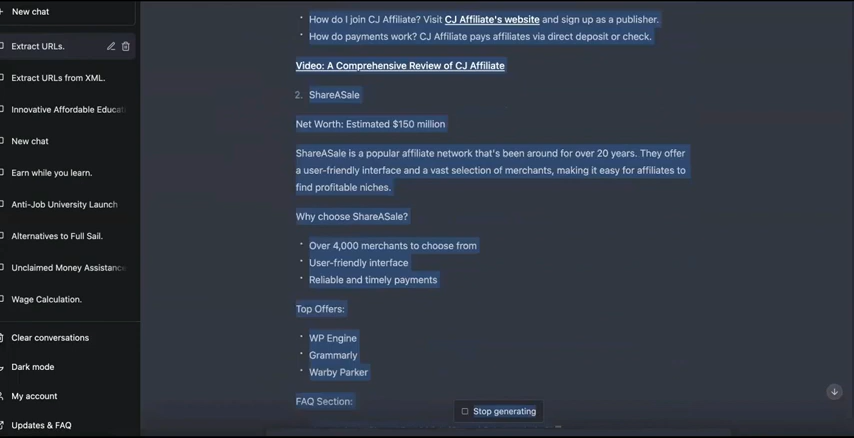 New chat
Extract URLs.
Extract URLs from XML.
Innovative Affordable Educati
New chat
Earn while you learn.
Anti-Job University Launch
Alternatives to Full Sail.
Unclaimed Money Assistance
Wage Calculation.
Clear conversations
Dark mode
My account
Updates & FAQ
• How do I join CJ Affiliate? Visit CJ Affiliate's website and sign up as a publisher.
• How do payments work? CJ Affiliate pays affiliates via direct deposit or check.
Video: A Comprehensive Review of CJ Affiliate
2. ShareASale
Net Worth: Estimated $150 million
ShareASale is a popular affiliate network that's been around for over 20 years. They offer
a user-friendly interface and a vast selection of merchants, making it easy for affiliates to
find profitable niches.
Why choose ShareASale?
• Over 4,000 merchants to choose from
• User-friendly interface
• Reliable and timely payments
Top Offers:
• WP Engine
• Grammarly
• Warby Parker
FAQ Section:
Stop generating